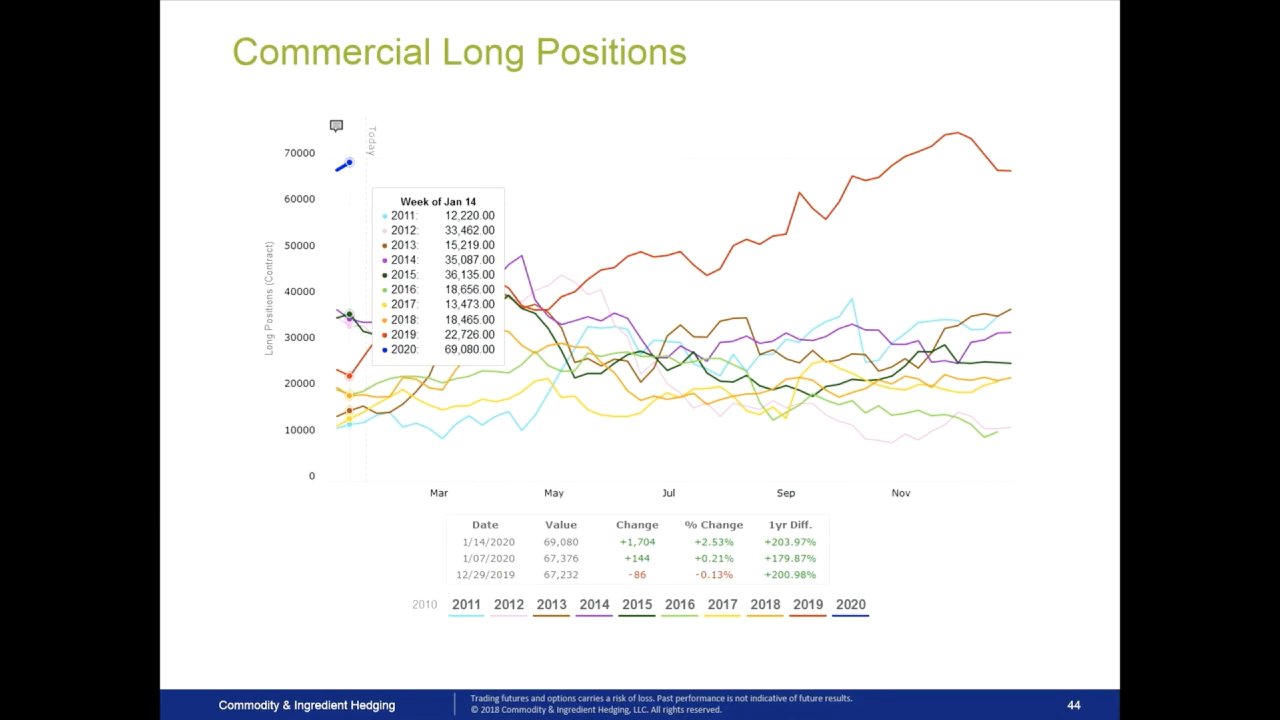 Commercial Long Positions
Today
70000
60000
50000
40000
30000
20000
10000
0
Long Positions (Contract)
Week of Jan 14
2011: 12,220.00
2012: 33,462.00
2013: 15,219.00
2014: 35,087.00
2015: 36,135.00
2016: 18,656.00
2017: 13,473.00
2018: 18,465.00
2019: 22,726.00
2020: 69,080.00
Mar May Jul Sep Nov
Date Value Change % Change 1yr Diff.
1/14/2020 69,080 +1,704 +2.53% +203.97%
1/07/2020 67,376 +144 +0.21% +179.87%
12/29/2019 67,232 -86 -0.13% +200.98%
2010 2011 2012 2013 2014 2015 2016 2017 2018 2019 2020
Commodity & Ingredient Hedging
Trading futures and options carries a risk of loss. Past performance is not indicative of future results.
© 2018 Commodity & Ingredient Hedging, LLC. All rights reserved.
44